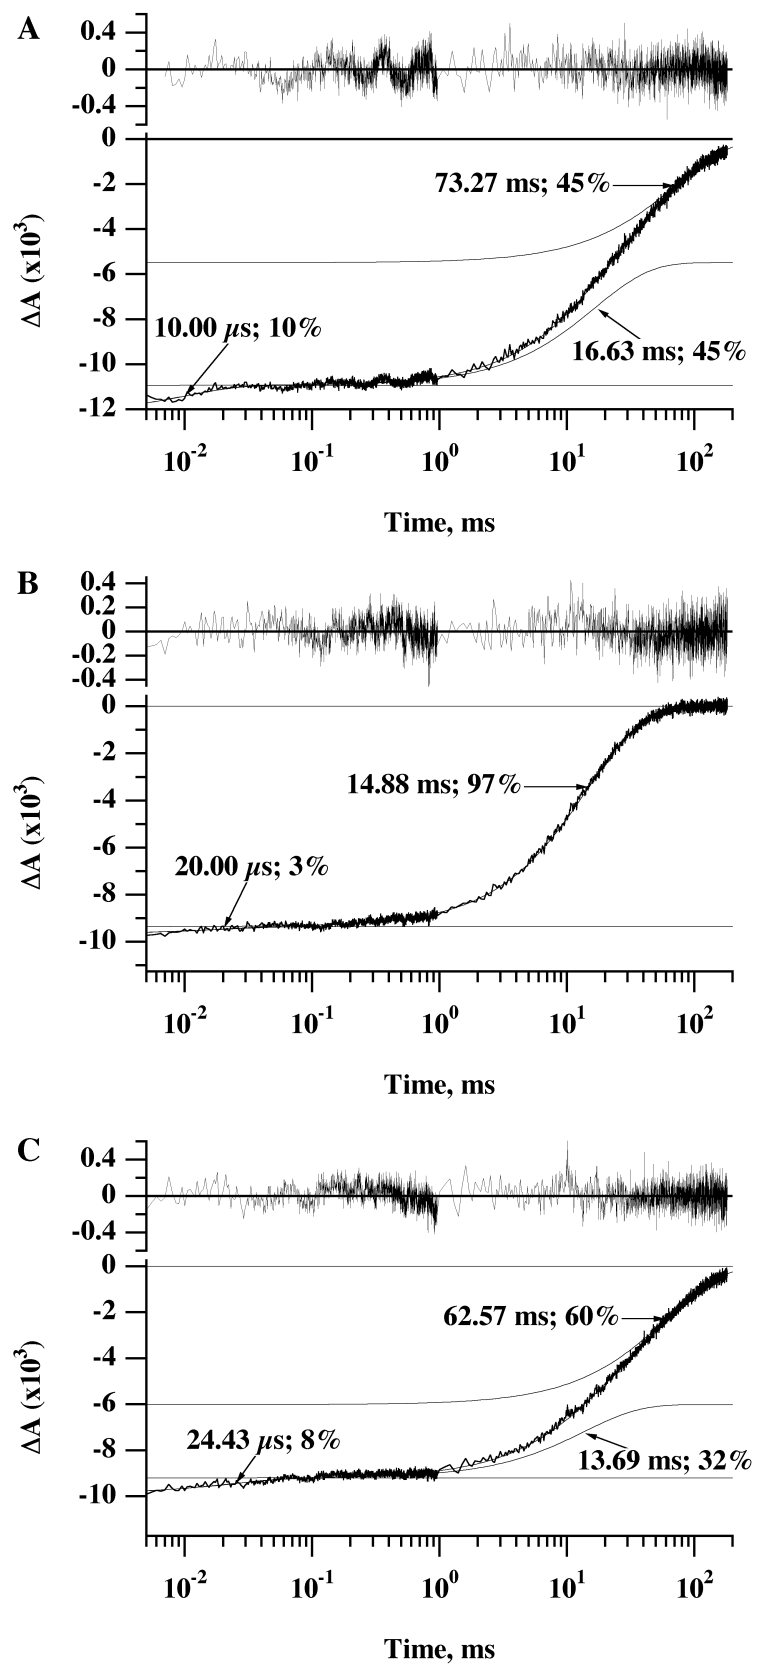 A
0.4
0
-0.4
0
-2
-4
-6
-8
-10
-12
ΔA (x10³)
73.27 ms; 45%
10.00 µs; 10%
16.63 ms; 45%
10⁻² 10⁻¹ 10⁰ 10¹ 10²
Time, ms
B
0.4
0.2
0
-0.2
-0.4
0
-2
-4
-6
-8
-10
ΔA (x10³)
14.88 ms; 97%
20.00 µs; 3%
10⁻² 10⁻¹ 10⁰ 10¹ 10²
Time, ms
C
0.4
0
-0.4
0
-2
-4
-6
-8
-10
ΔA (x10³)
62.57 ms; 60%
24.43 µs; 8%
13.69 ms; 32%
10⁻² 10⁻¹ 10⁰ 10¹ 10²
Time, ms